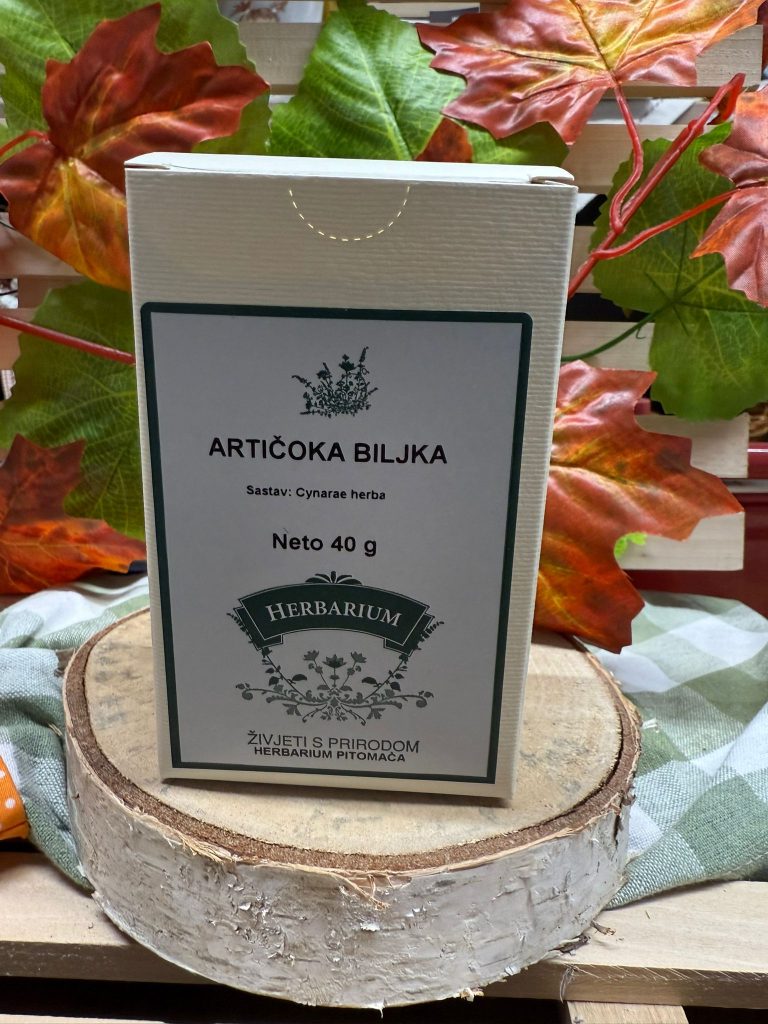 ARTIČOKA BILJKA
Sastav: Cynarae herba
Neto 40 g
HERBARIUM
ŽIVJETI S PRIRODOM
HERBARIUM PITOMAČA